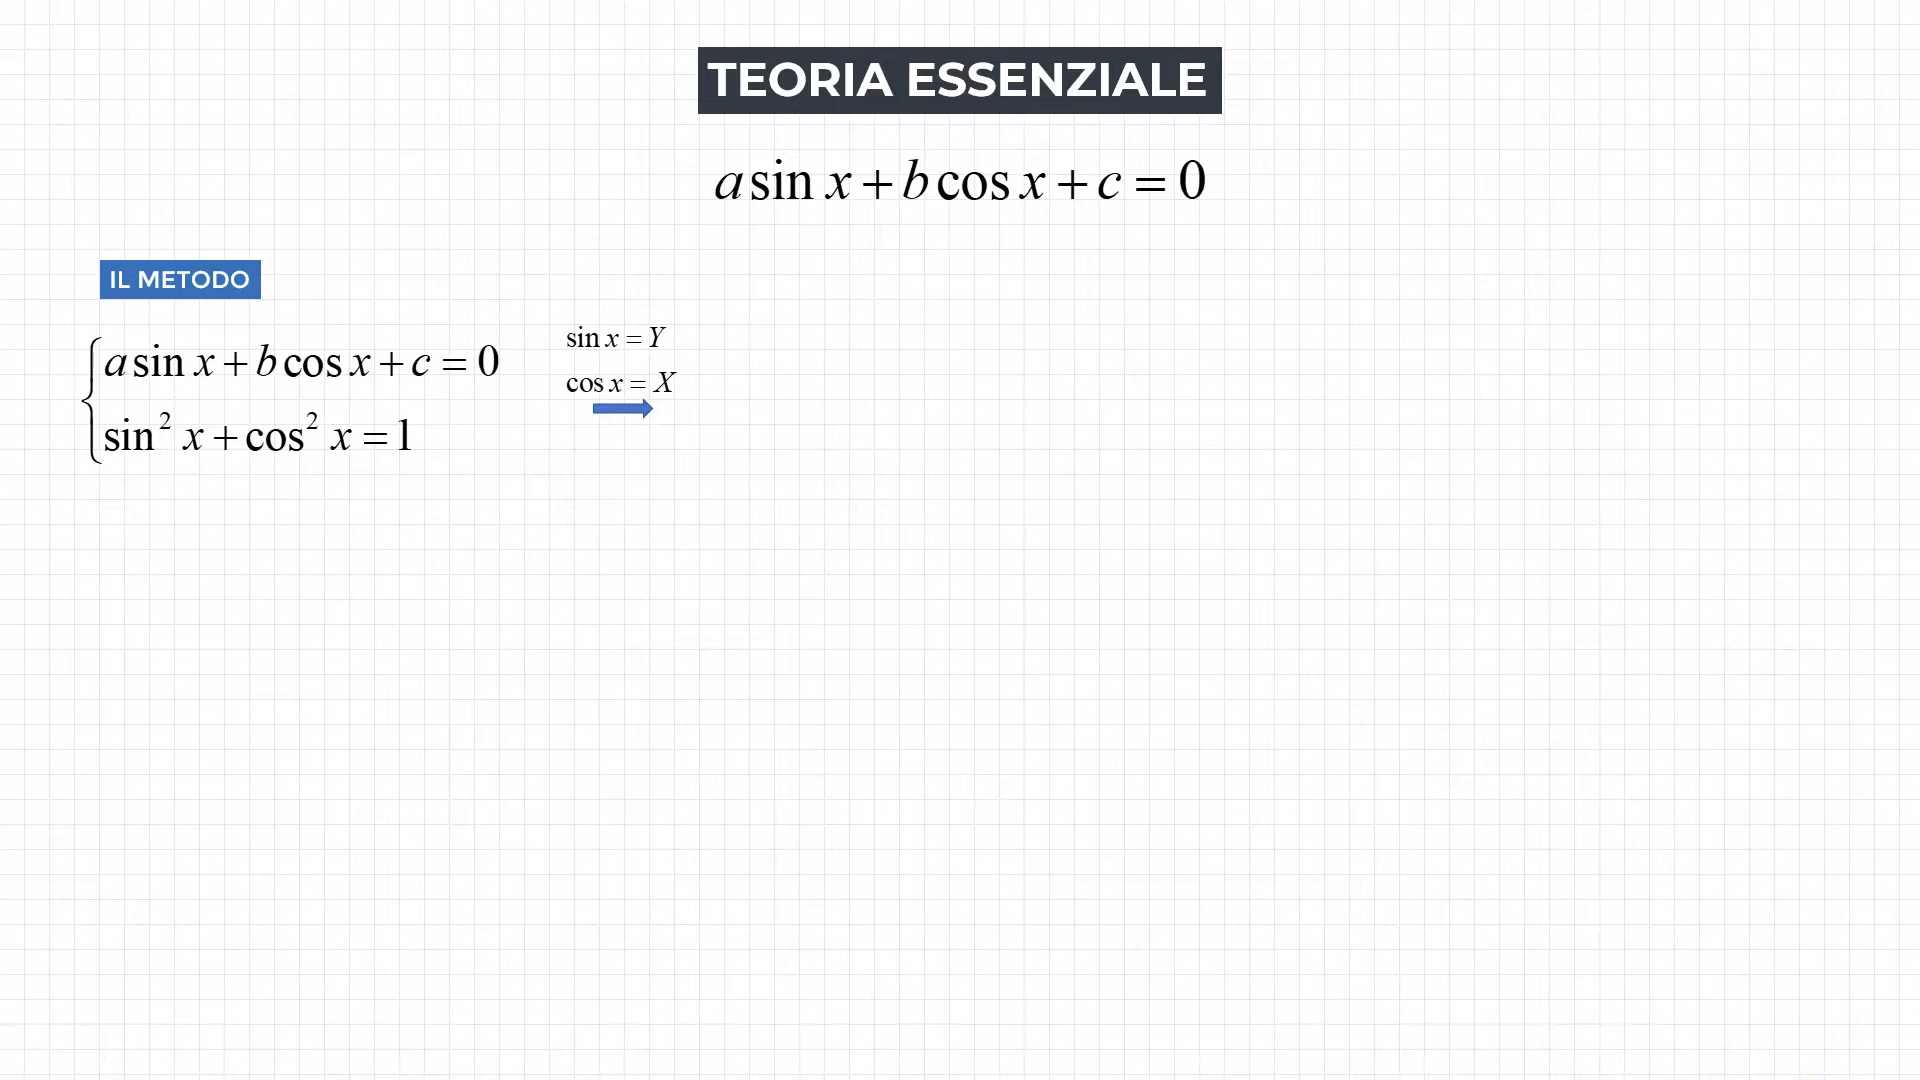 TEORIA ESSENZIALE
a sin x + b cos x + c = 0
IL METODO
a sin x + b cos x + c = 0
sin² x + cos² x = 1
sin x = Y
cos x = X